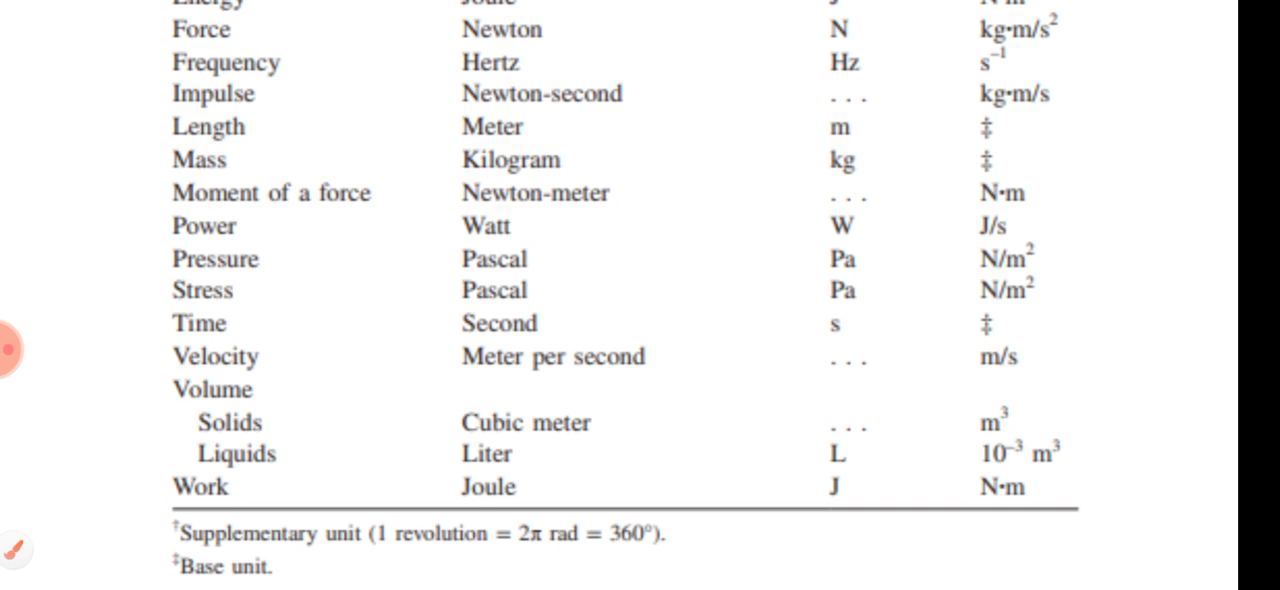 Energy Joule J N·m
Force Newton N kg·m/s²
Frequency Hertz Hz s⁻¹
Impulse Newton-second . . . kg·m/s
Length Meter m ‡
Mass Kilogram kg ‡
Moment of a force Newton-meter . . . N·m
Power Watt W J/s
Pressure Pascal Pa N/m²
Stress Pascal Pa N/m²
Time Second s ‡
Velocity Meter per second . . . m/s
Volume
Solids Cubic meter . . . m³
Liquids Liter L 10⁻³ m³
Work Joule J N·m
†Supplementary unit (1 revolution = 2π rad = 360°).
‡Base unit.